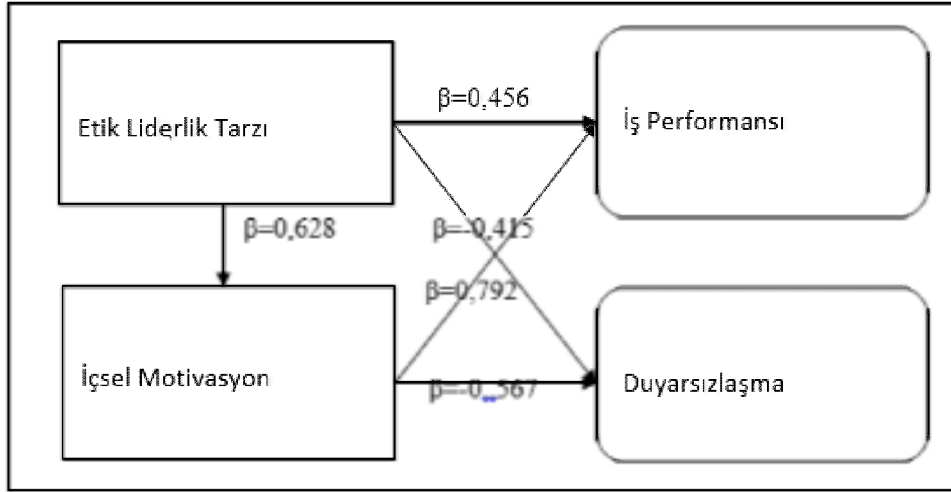 β=0,456
Etik Liderlik Tarzı
İş Performansı
β=0,628
β=-0,415
β=0,792
İçsel Motivasyon
Duyarsızlaşma
β=-0,,567